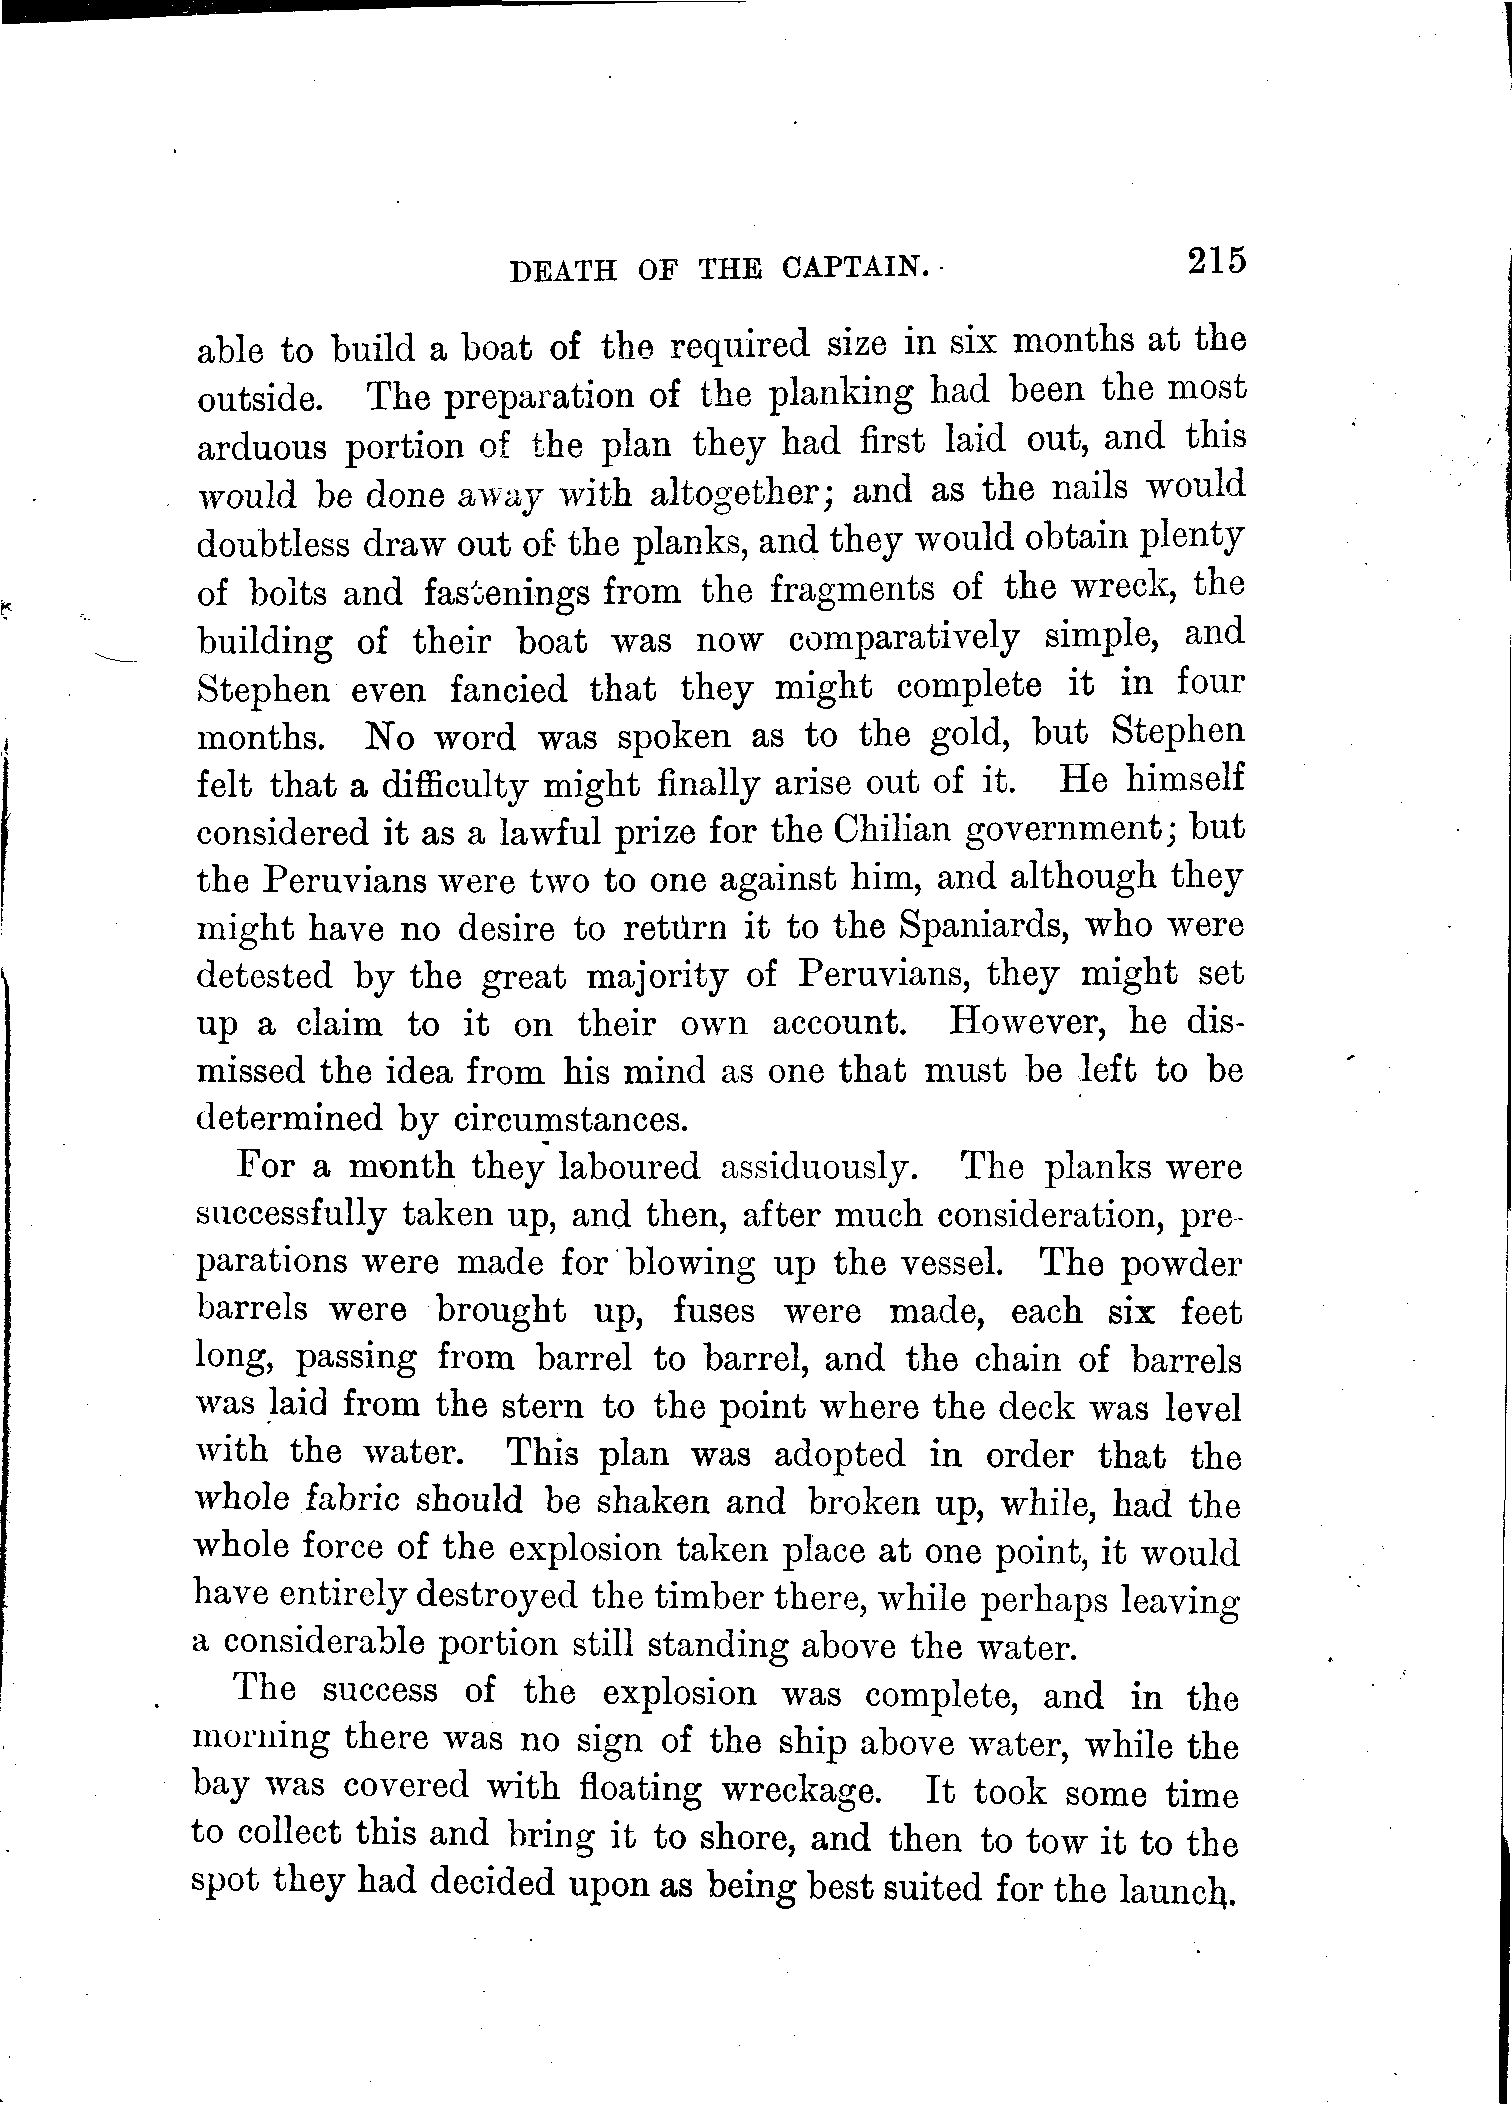 DEATH OF THE CAPTAIN. 215
able to build a boat of the required size in six months at the
outside. The preparation of the planking had been the most
arduous portion of the plan they had first laid out, and this
would be done away with altogether; and as the nails would
doubtless draw out of the planks, and they would obtain plenty
of bolts and fastenings from the fragments of the wreck, the
building of their boat was now comparatively simple, and
Stephen even fancied that they might complete it in four
months. No word was spoken as to the gold, but Stephen
felt that a difficulty might finally arise out of it. He himself
considered it as a lawful prize for the Chilian government; but
the Peruvians were two to one against him, and although they
might have no desire to return it to the Spaniards, who were
detested by the great majority of Peruvians, they might set
up a claim to it on their own account. However, he dis-
missed the idea from his mind as one that must be left to be
determined by circumstances.
For a month they laboured assiduously. The planks were
successfully taken up, and then, after much consideration, pre-
parations were made for blowing up the vessel. The powder
barrels were brought up, fuses were made, each six feet
long, passing from barrel to barrel, and the chain of barrels
was laid from the stern to the point where the deck was level
with the water. This plan was adopted in order that the
whole fabric should be shaken and broken up, while, had the
whole force of the explosion taken place at one point, it would
have entirely destroyed the timber there, while perhaps leaving
a considerable portion still standing above the water.
The success of the explosion was complete, and in the
morning there was no sign of the ship above water, while the
bay was covered with floating wreckage. It took some time
to collect this and bring it to shore, and then to tow it to the
spot they had decided upon as being best suited for the launch.